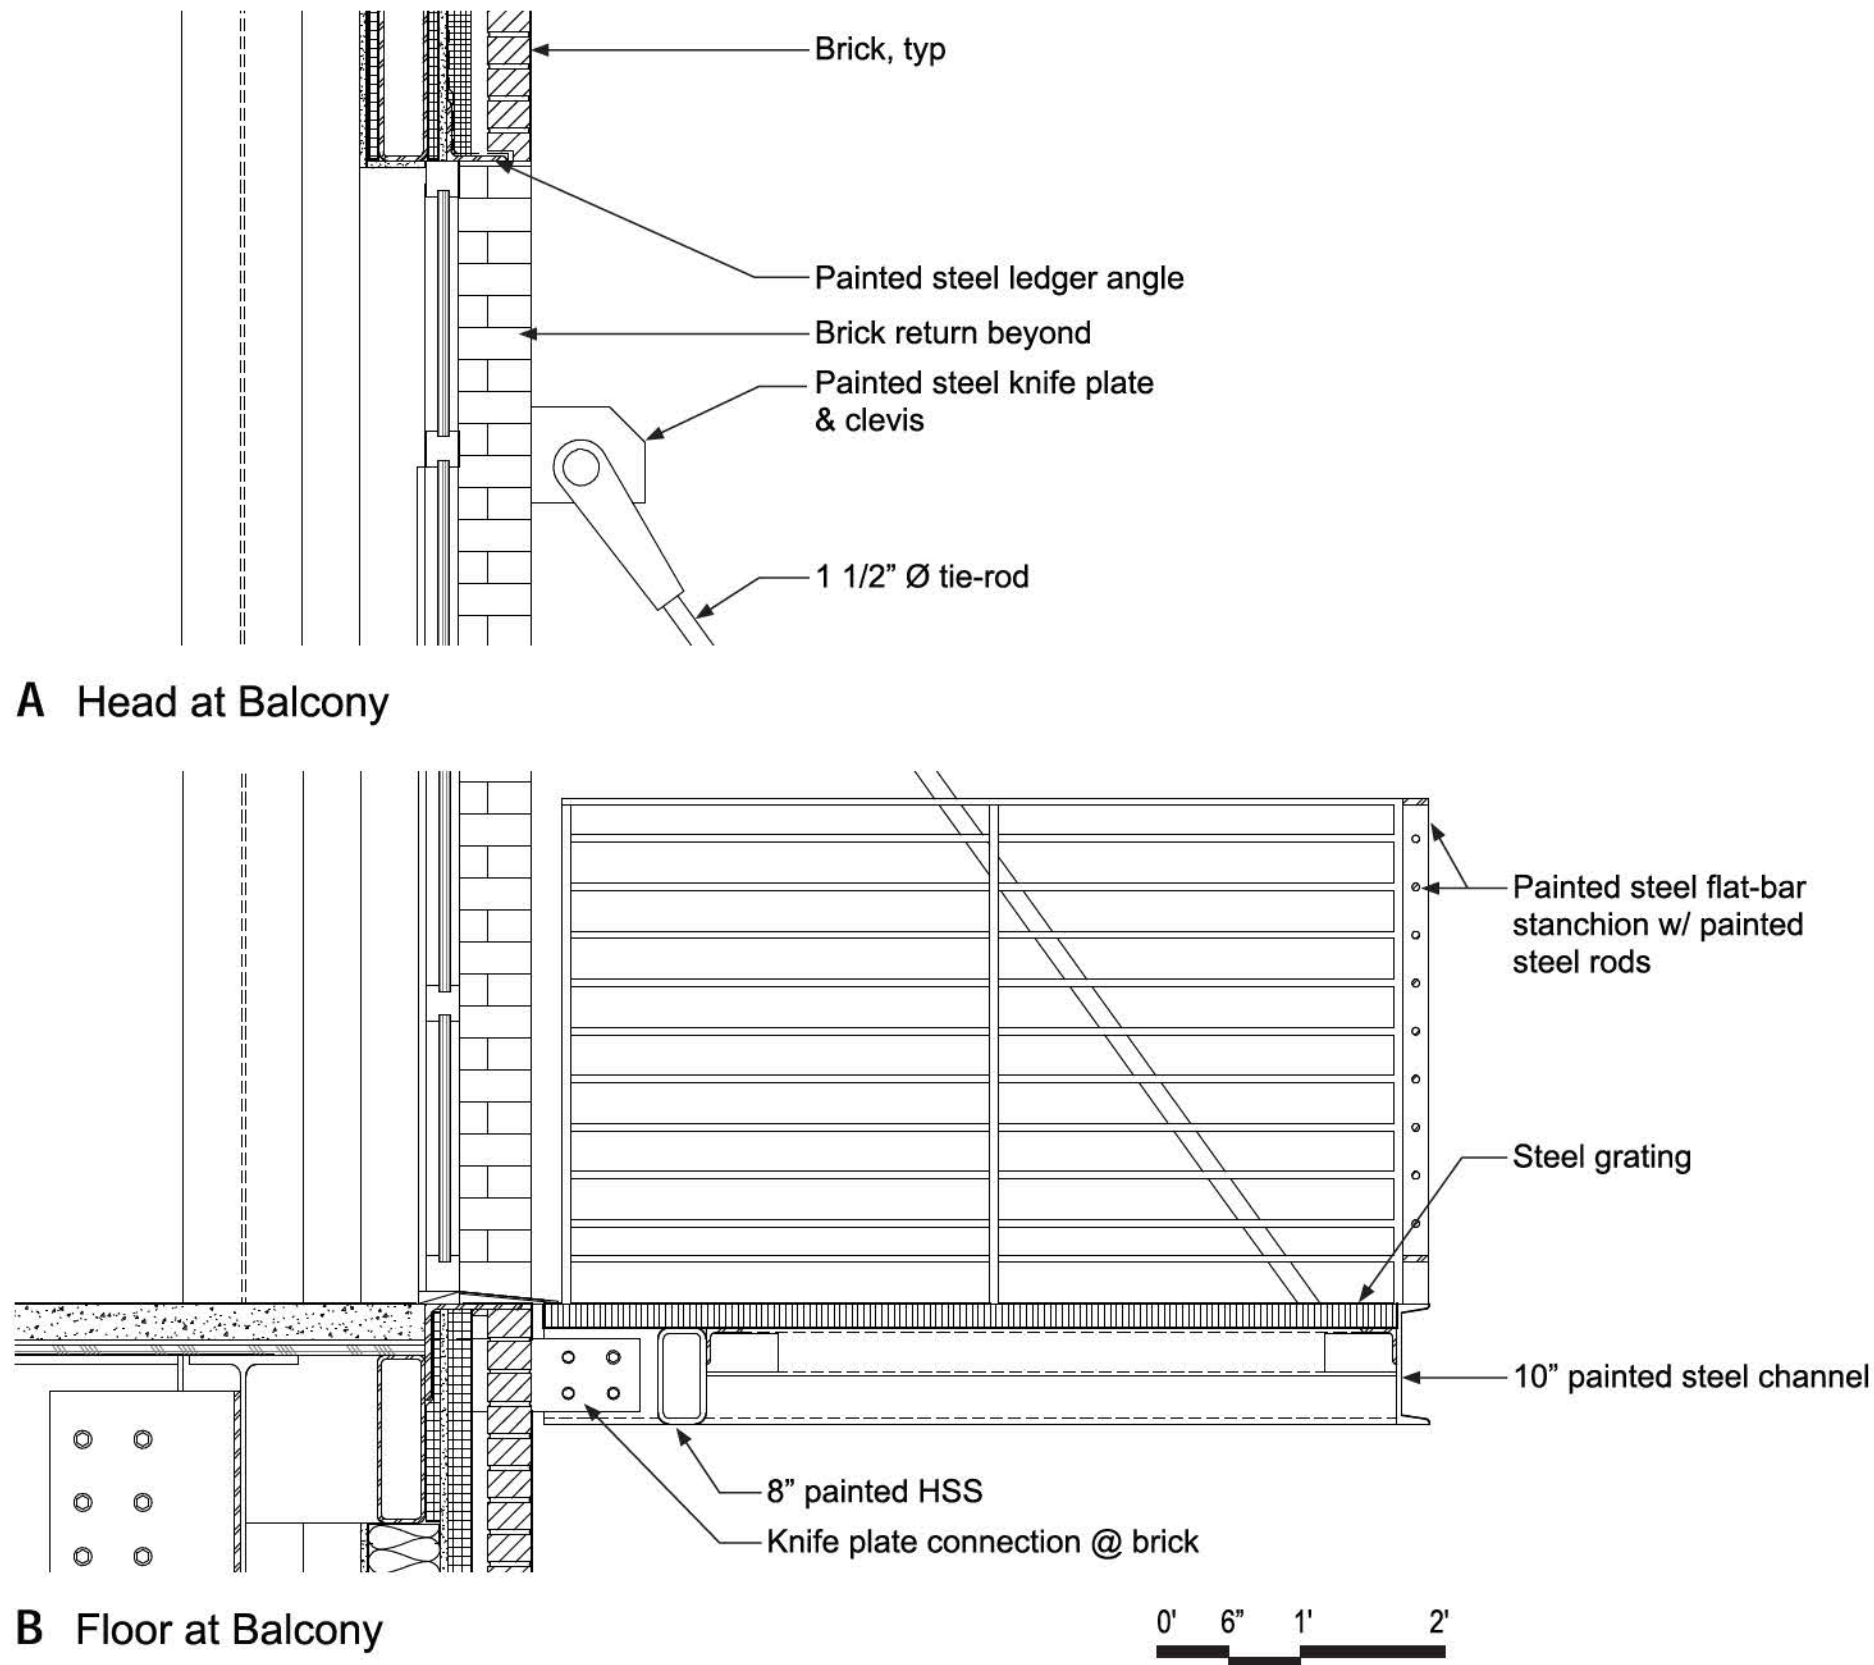 Brick, typ
Painted steel ledger angle
Brick return beyond
Painted steel knife plate
& clevis
1 1/2” Ø tie-rod
A Head at Balcony
Painted steel flat-bar
stanchion w/ painted
steel rods
Steel grating
10” painted steel channel
8” painted HSS
Knife plate connection @ brick
B Floor at Balcony
0' 6” 1' 2'